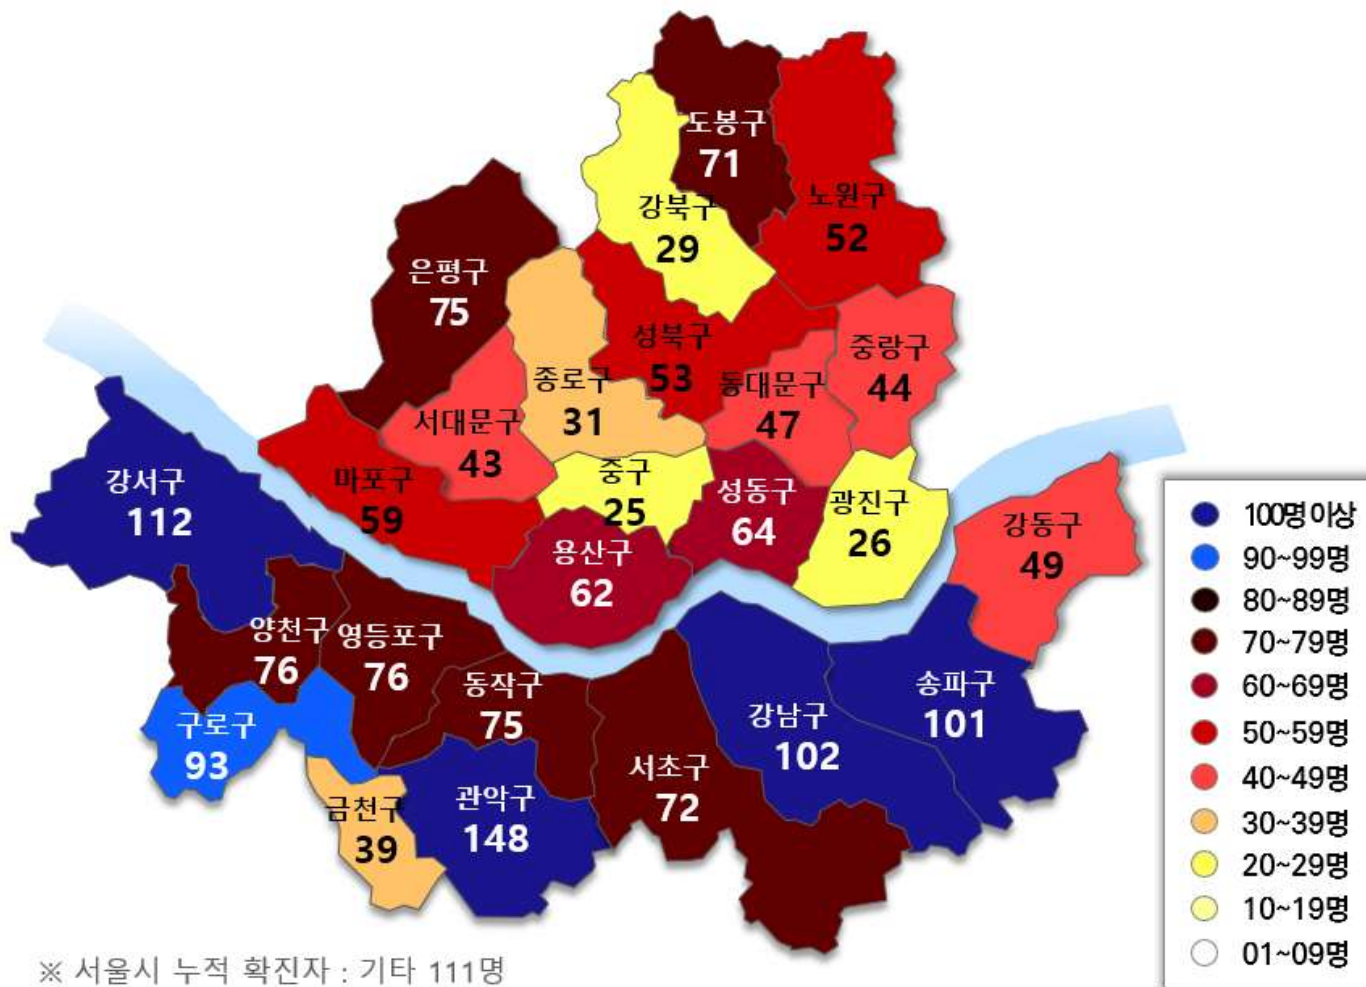 도봉구
71
노원구
52
강북구
29
은평구
75
성북구
53
중랑구
44
종로구
31
동대문구
47
서대문구
43
마포구
59
중구
25
성동구
64
광진구
26
강서구
112
용산구
62
강동구
49
양천구
76
영등포구
76
동작구
75
구로구
93
강남구
102
송파구
101
서초구
72
금천구
39
관악구
148
100명 이상
90~99명
80~89명
70~79명
60~69명
50~59명
40~49명
30~39명
20~29명
10~19명
01~09명
※ 서울시 누적 확진자 : 기타 111명